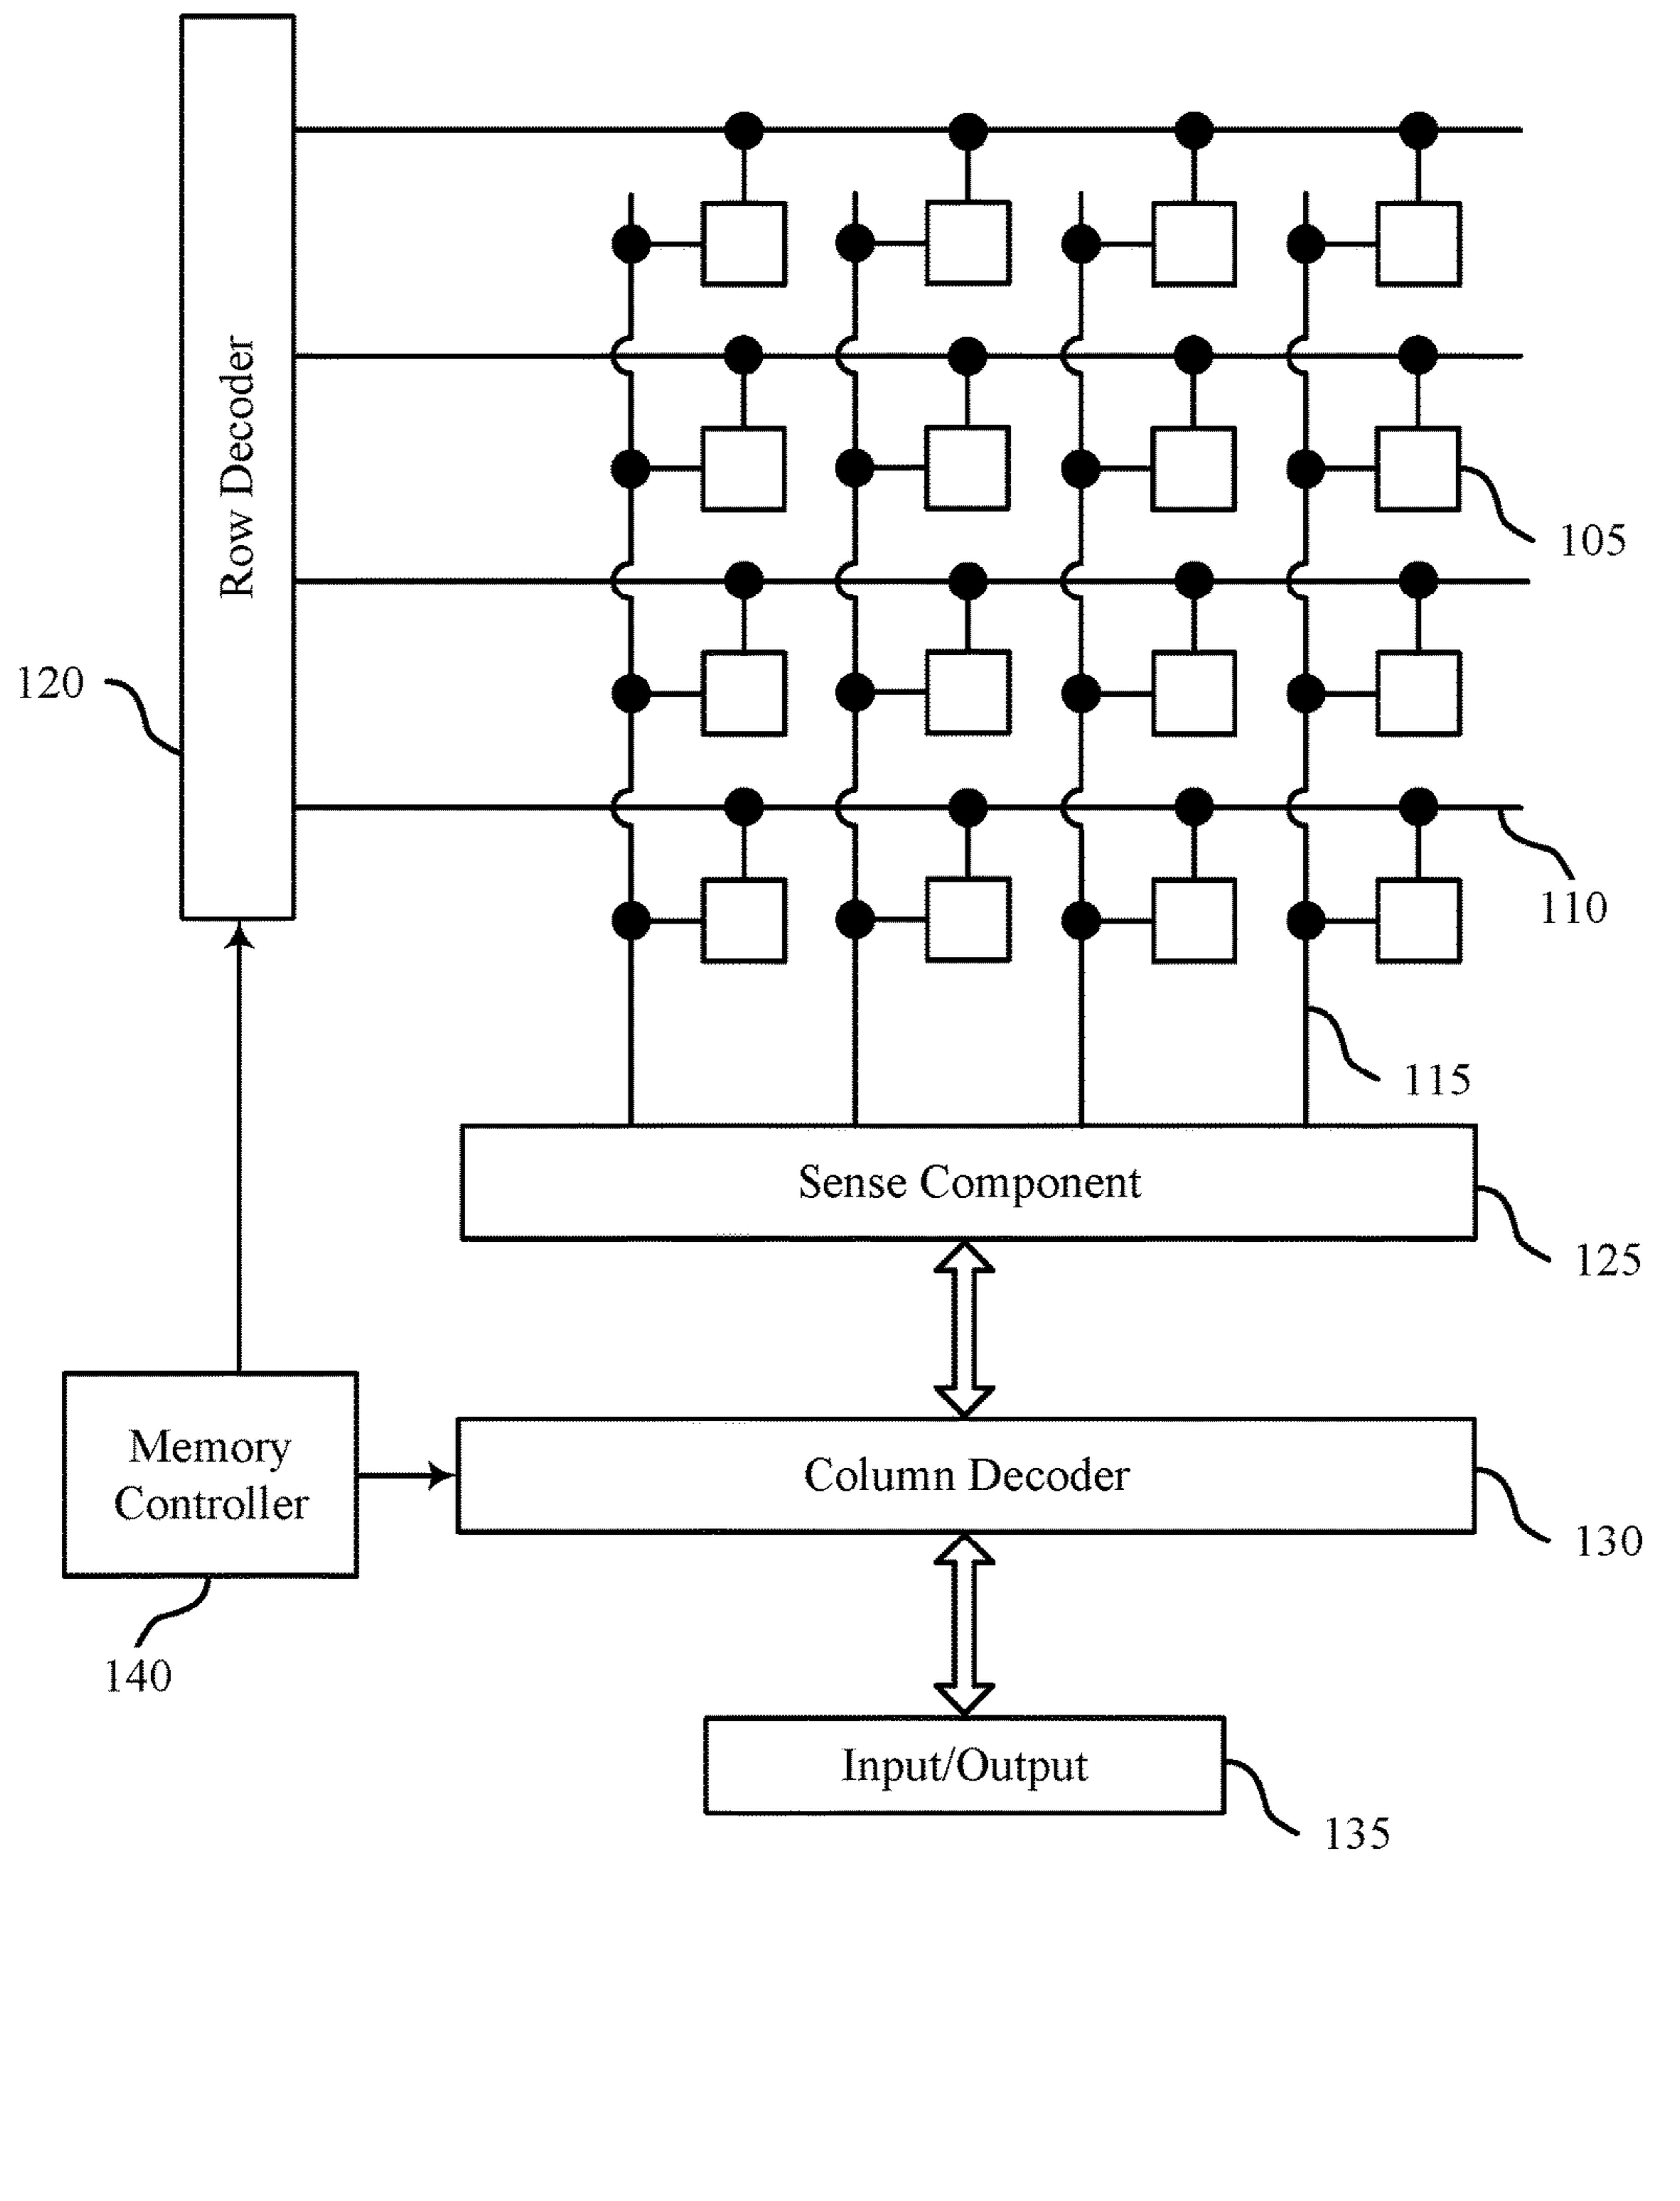 Row Decoder
105
120
110
115
Sense Component
125
Memory
Controller
Column Decoder
130
140
Input/Output
135